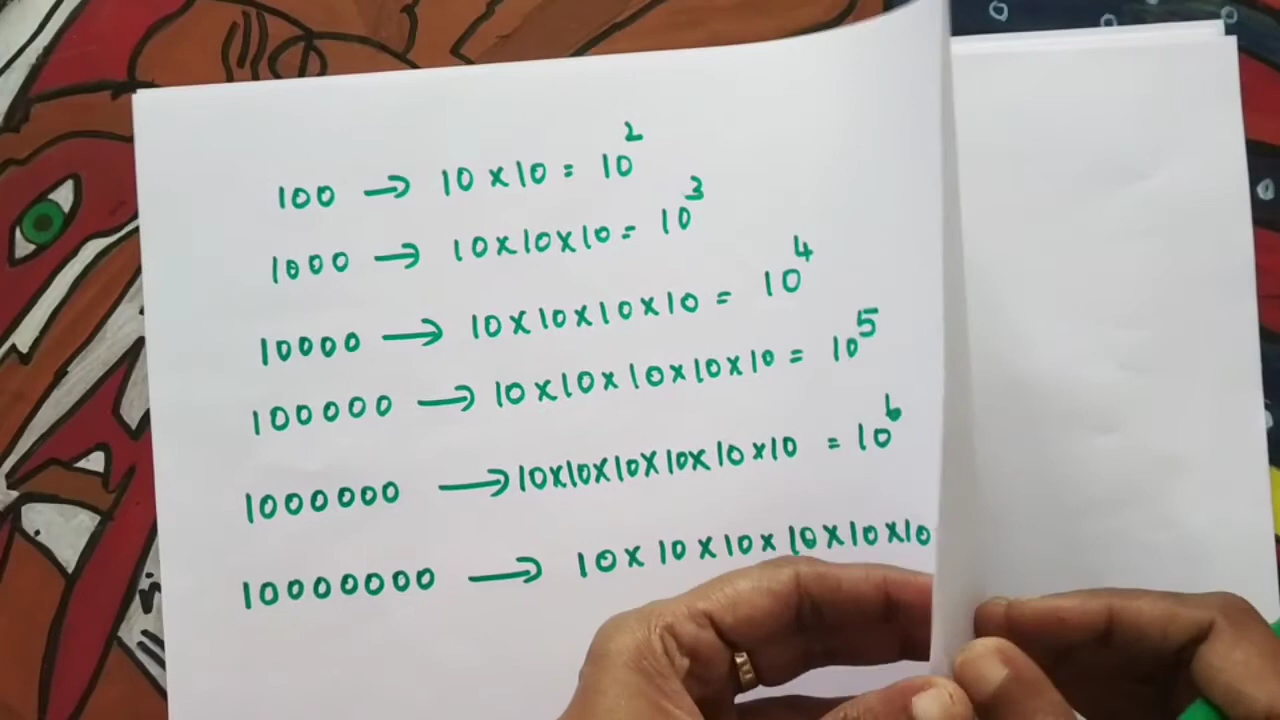 100 → 10 × 10 = 10²
1000 → 10×10×10 = 10³
10000 → 10×10×10×10 = 10⁴
100000 → 10×10×10×10×10 = 10⁵
1000000 → 10×10×10×10×10×10 = 10⁶
10000000 → 10×10×10×10×10×10